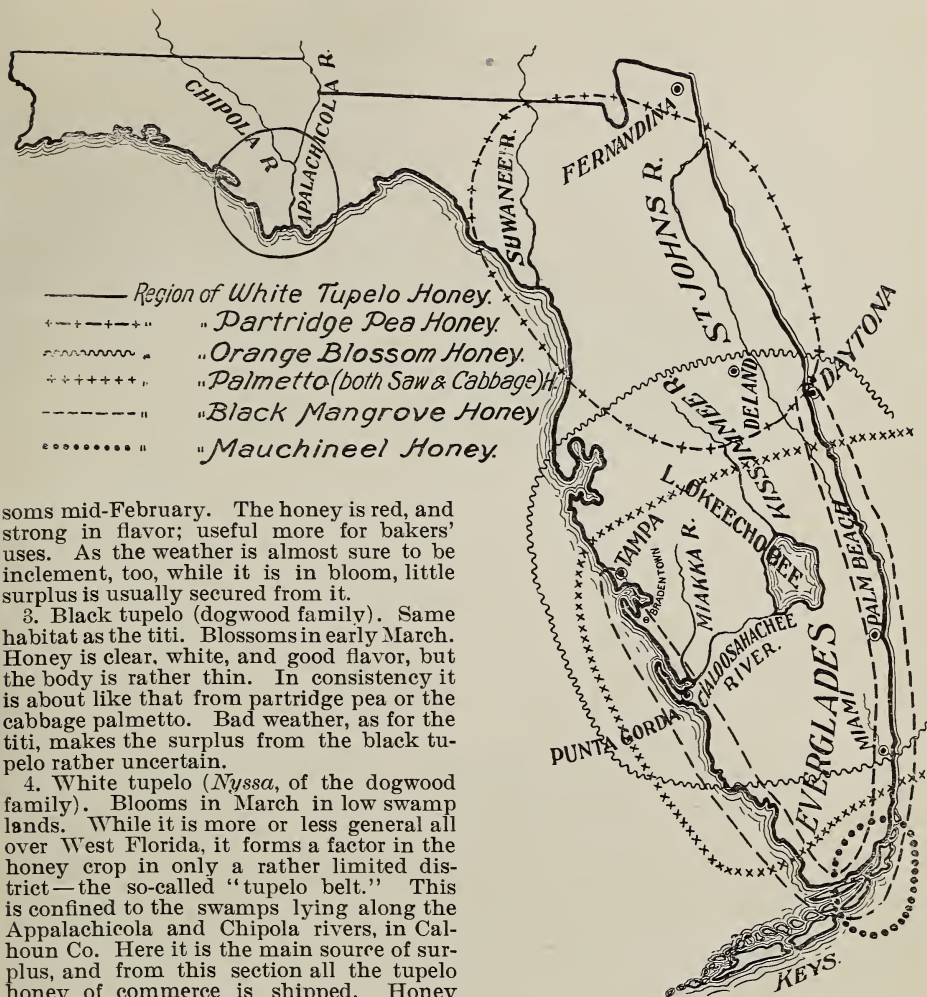 CHIPOLA R
APALACHICOLA R.
SUWANEE R.
FERNANDINA
ST JOHNS R.
DAYTONA
DELAND
KISSIMMEE R
L. OKEECHOBEE
TAMPA
BRADENTOWN
MIAKKA R.
CALOOSAHACHEE
RIVER.
PALM BEACH
PUNTA GORDA
EVERGLADES
MIAMI
KEYS.
Region of White Tupelo Honey.
" " Partridge Pea Honey.
" " Orange Blossom Honey.
" " Palmetto (both Saw & Cabbage) H.
" " Black Mangrove Honey
" " Mauchineel Honey.
soms mid-February. The honey is red, and
strong in flavor; useful more for bakers'
uses. As the weather is almost sure to be
inclement, too, while it is in bloom, little
surplus is usually secured from it.
3. Black tupelo (dogwood family). Same
habitat as the titi. Blossoms in early March.
Honey is clear, white, and good flavor, but
the body is rather thin. In consistency it
is about like that from partridge pea or the
cabbage palmetto. Bad weather, as for the
titi, makes the surplus from the black tu-
pelo rather uncertain.
4. White tupelo (Nyssa, of the dogwood
family). Blooms in March in low swamp
lands. While it is more or less general all
over West Florida, it forms a factor in the
honey crop in only a rather limited dis-
trict—the so-called "tupelo belt." This
is confined to the swamps lying along the
Appalachicola and Chipola rivers, in Cal-
houn Co. Here it is the main source of sur-
plus, and from this section all the tupelo
honey of commerce is shipped. Honey